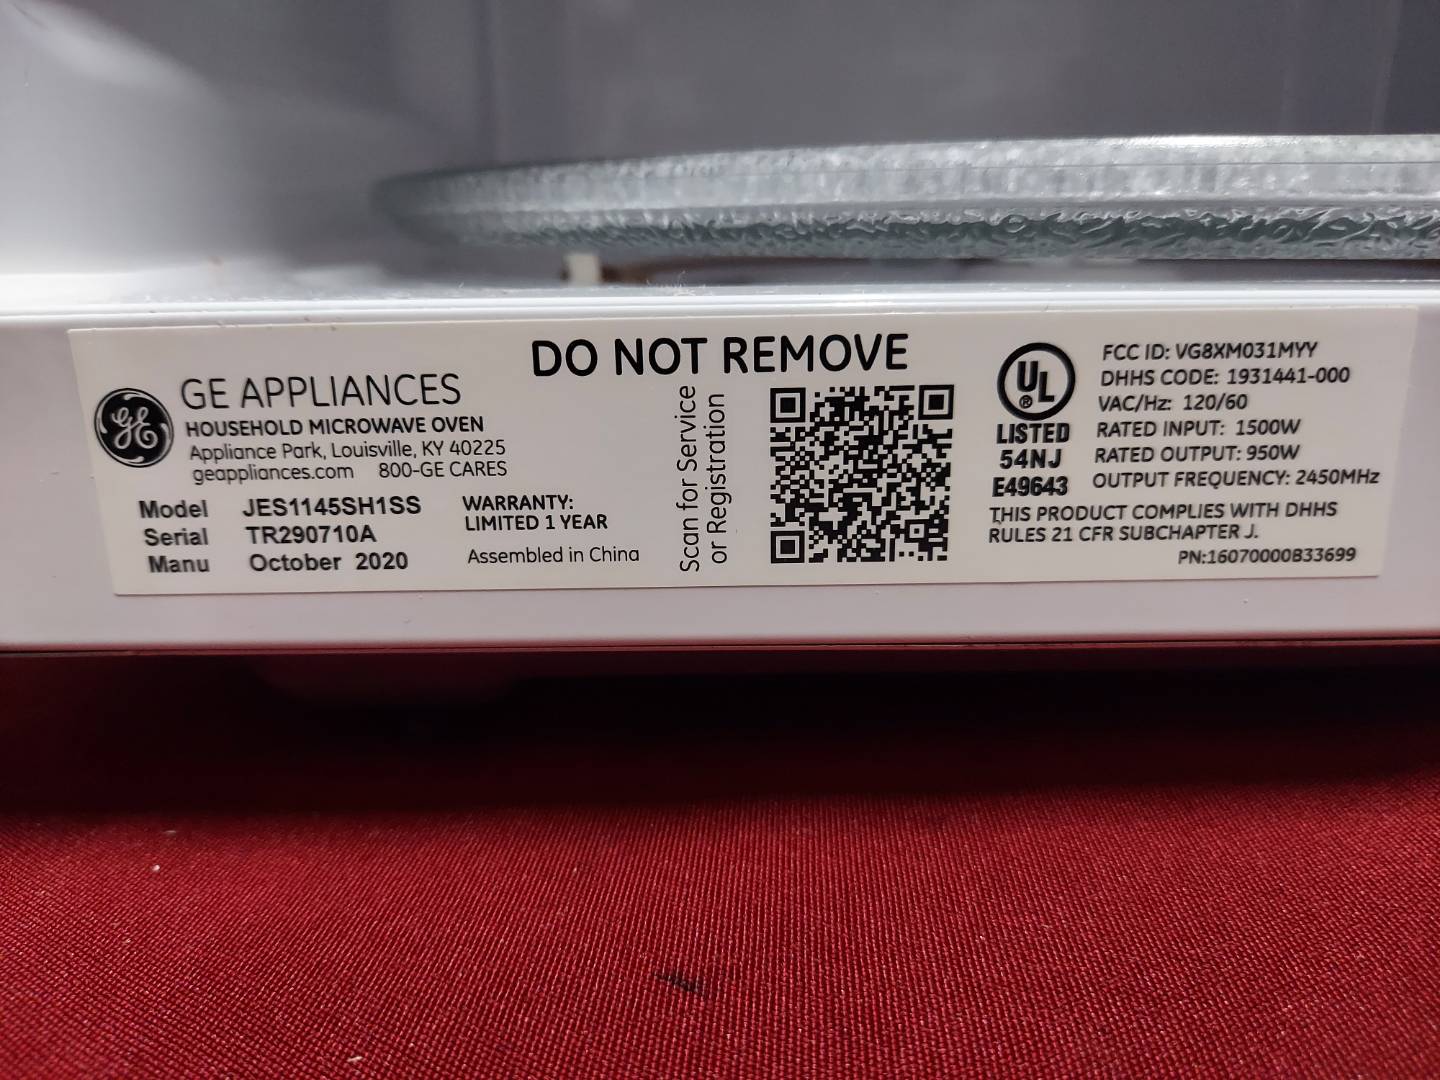 DO NOT REMOVE
GE
GE APPLIANCES
HOUSEHOLD MICROWAVE OVEN
Appliance Park, Louisville, KY 40225
geappliances.com 800-GE CARES
Model JES1145SH1SS
Serial TR290710A
Manu October 2020
WARRANTY:
LIMITED 1 YEAR
Assembled in China
Scan for Service
or Registration
UL
®
LISTED
54NJ
E49643
FCC ID: VG8XM031MYY
DHHS CODE: 1931441-000
VAC/Hz: 120/60
RATED INPUT: 1500W
RATED OUTPUT: 950W
OUTPUT FREQUENCY: 2450MHz
THIS PRODUCT COMPLIES WITH DHHS
RULES 21 CFR SUBCHAPTER J.
PN:16070000B33699